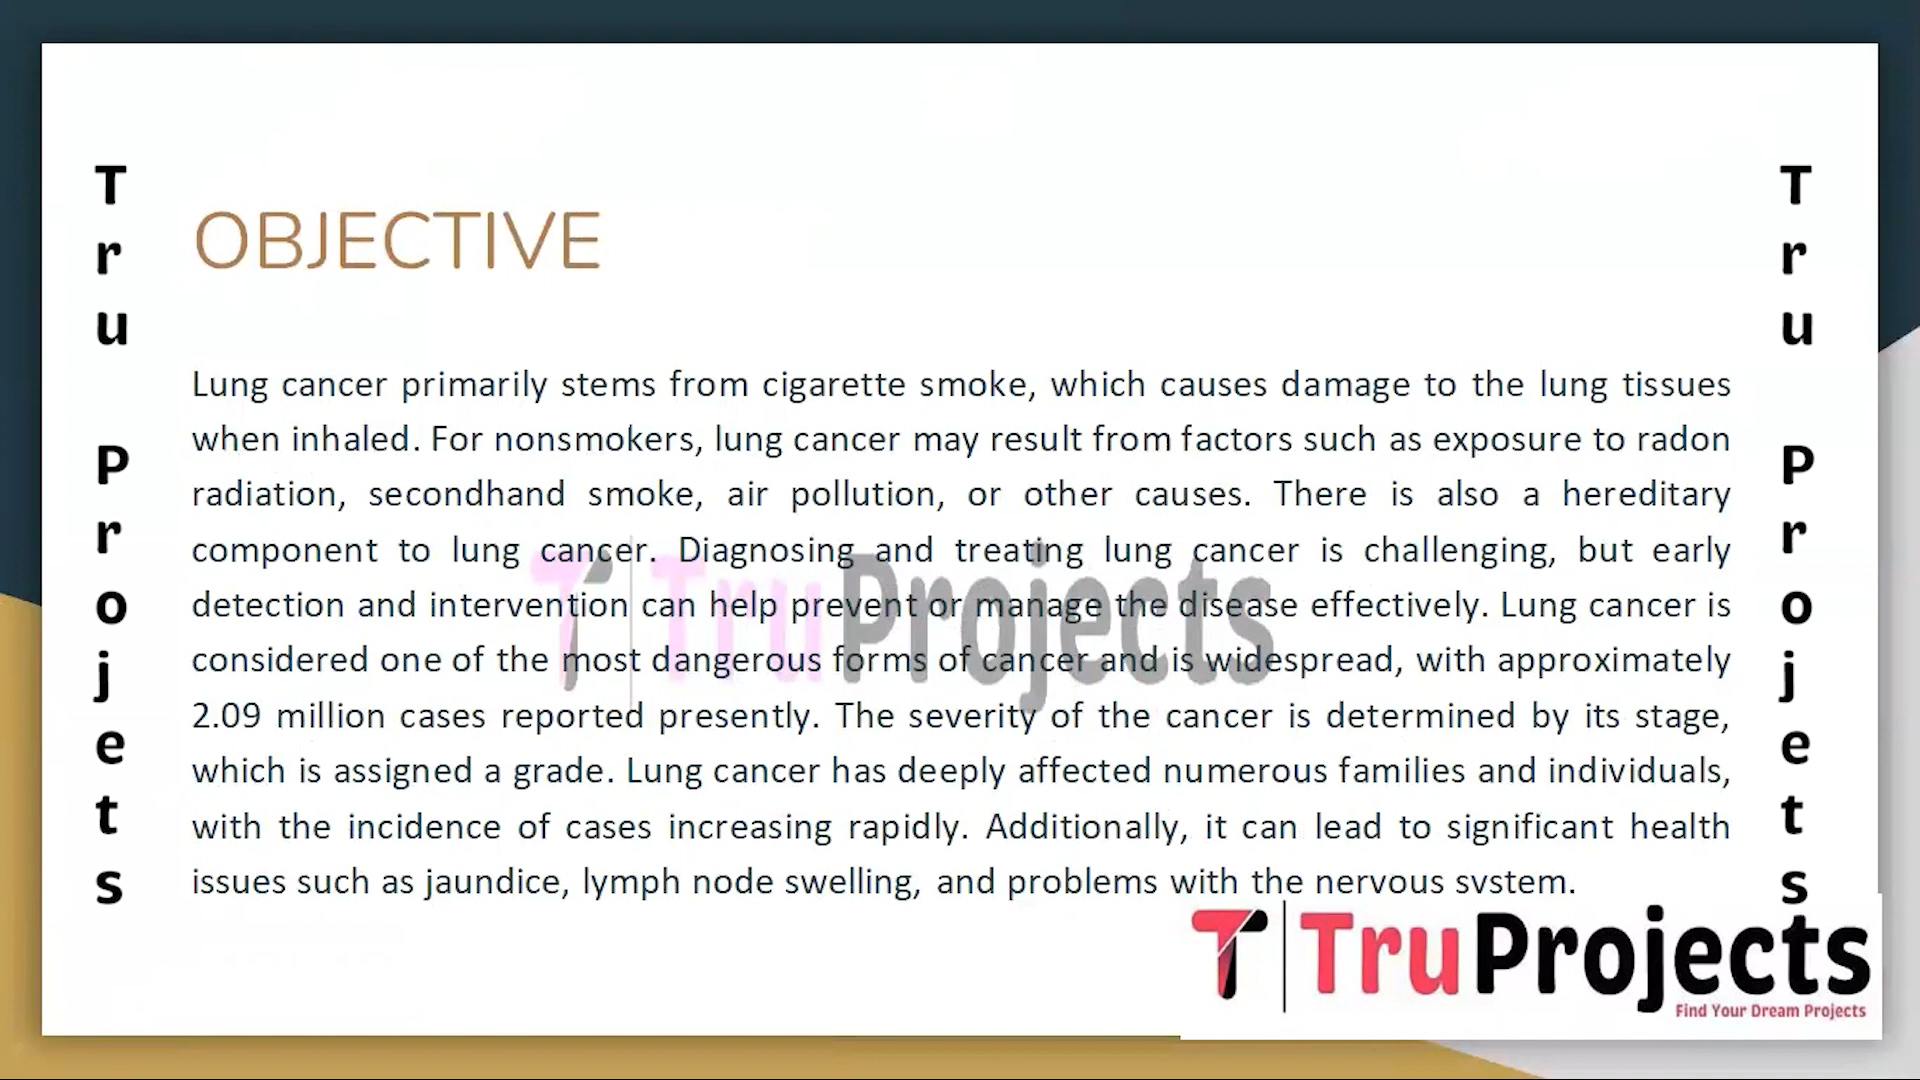 OBJECTIVE
Lung cancer primarily stems from cigarette smoke, which causes damage to the lung tissues
when inhaled. For nonsmokers, lung cancer may result from factors such as exposure to radon
radiation, secondhand smoke, air pollution, or other causes. There is also a hereditary
component to lung cancer. Diagnosing and treating lung cancer is challenging, but early
detection and intervention can help prevent or manage the disease effectively. Lung cancer is
considered one of the most dangerous forms of cancer and is widespread, with approximately
2.09 million cases reported presently. The severity of the cancer is determined by its stage,
which is assigned a grade. Lung cancer has deeply affected numerous families and individuals,
with the incidence of cases increasing rapidly. Additionally, it can lead to significant health
issues such as jaundice, lymph node swelling, and problems with the nervous system.
Tru Projets
Tru Projets
TruProjects
TruProjects
Find Your Dream Projects